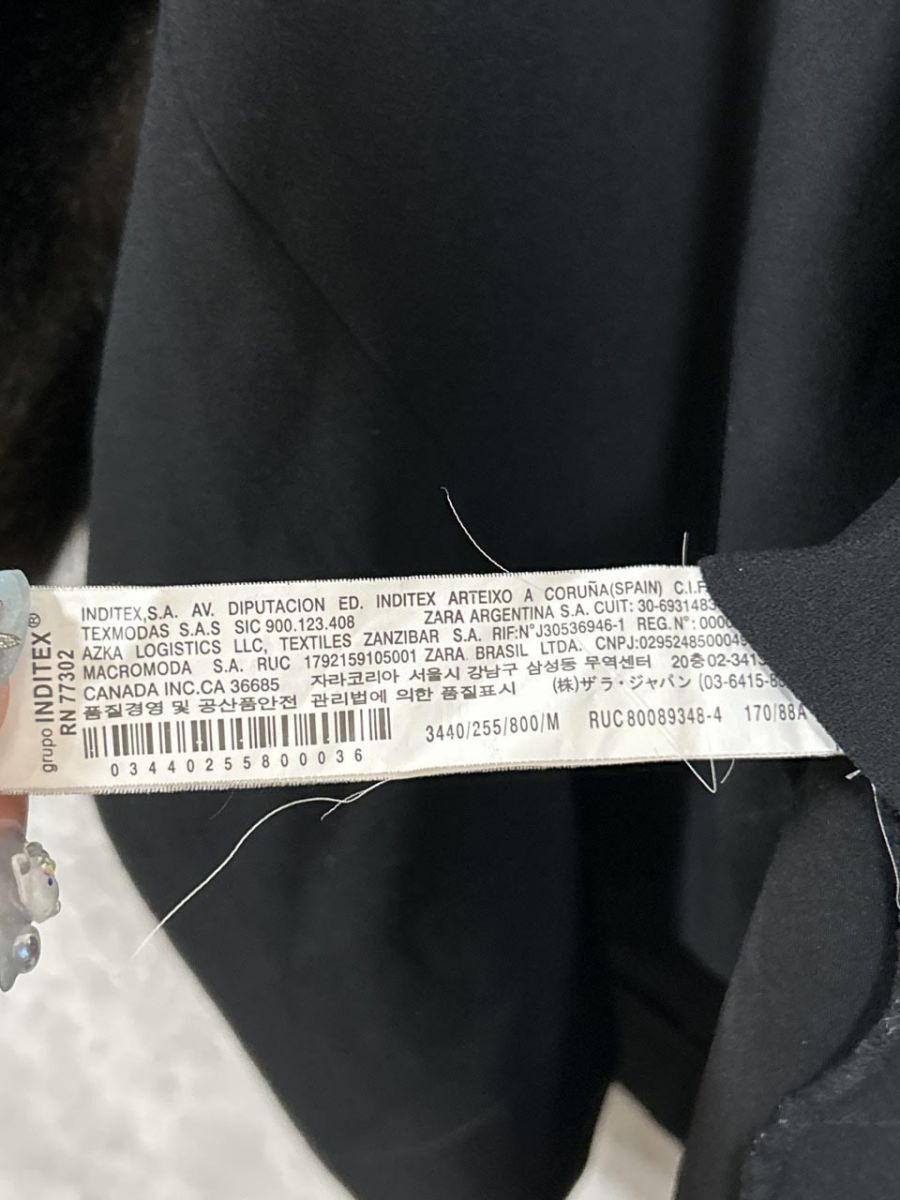 grupo INDITEX®
RN 77302
INDITEX,S.A. AV. DIPUTACION ED. INDITEX ARTEIXO A CORUÑA(SPAIN)
TEXMODAS S.A.S SIC 900.123.408 ZARA ARGENTINA S.A. CUIT:
AZKA LOGISTICS LLC, TEXTILES ZANZIBAR S.A. RIF:N°J30536946-1 REG.N°:
MACROMODA S.A. RUC 1792159105001 ZARA BRASIL LTDA. CNPJ:
CANADA INC.CA 36685 자라코리아 서울시 강남구 삼성동 무역센터 20층
품질경영 및 공산품안전 관리법에 의한 품질표시 (株)ザラ・ジャパン
3440/255/800/M RUC 80089348-4 170/88A
03440255800036